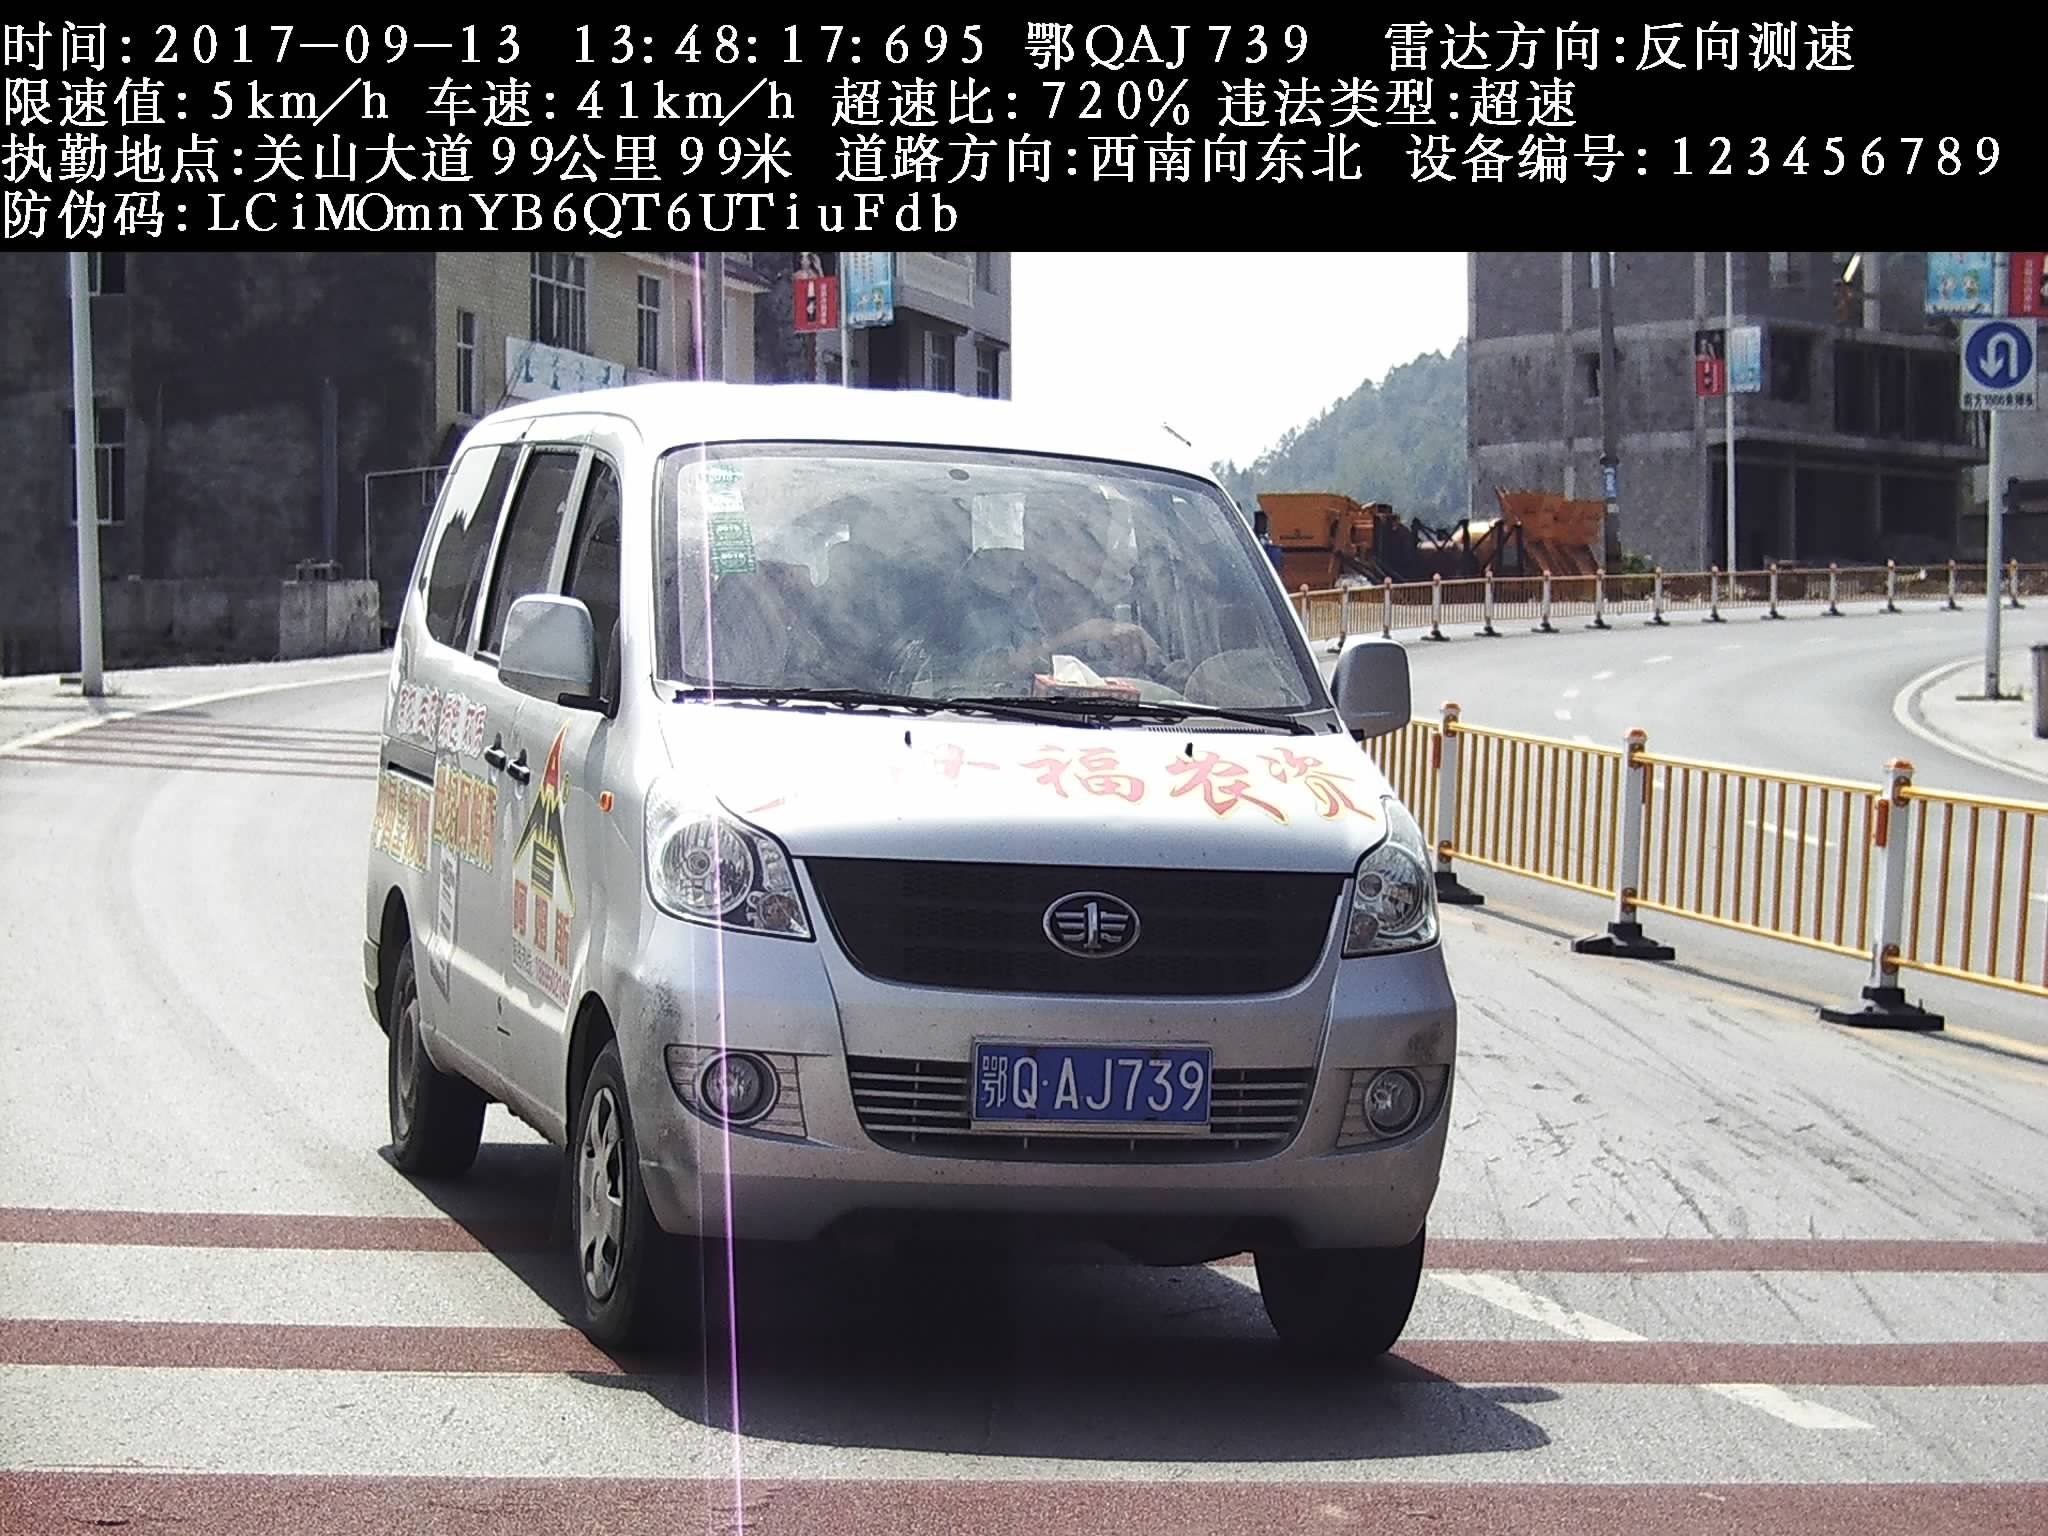 时间: 2017-09-13 13:48:17:695 鄂QAJ739 雷达方向:反向测速
限速值: 5km/h 车速: 41km/h 超速比: 720% 违法类型:超速
执勤地点:关山大道99公里99米 道路方向:西南向东北 设备编号: 123456789
防伪码: LCiMOmnYB6QT6UTiuFdb
福农资
鄂Q·AJ739